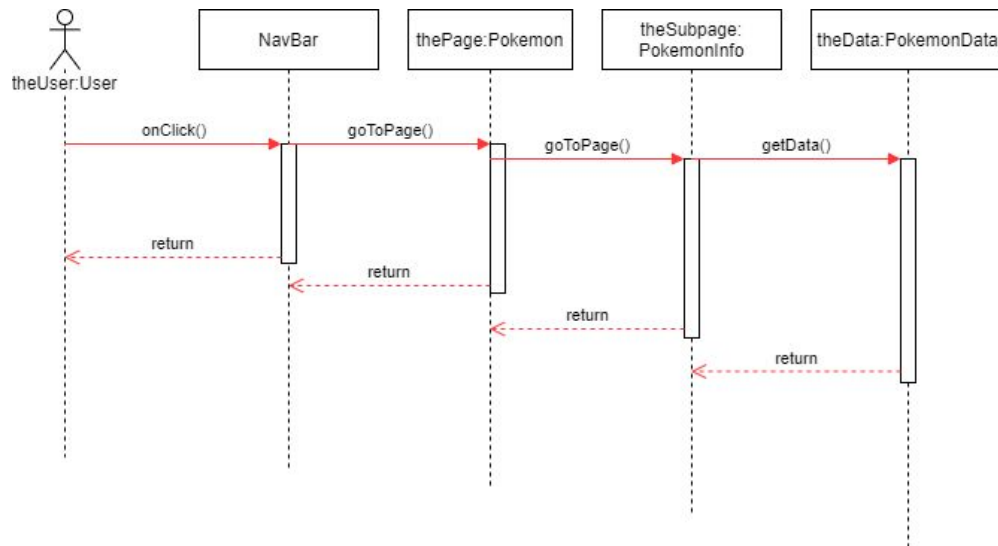 theUser:User
NavBar
thePage:Pokemon
theSubpage:
PokemonInfo
theData:PokemonData
onClick()
goToPage()
goToPage()
getData()
return
return
return
return